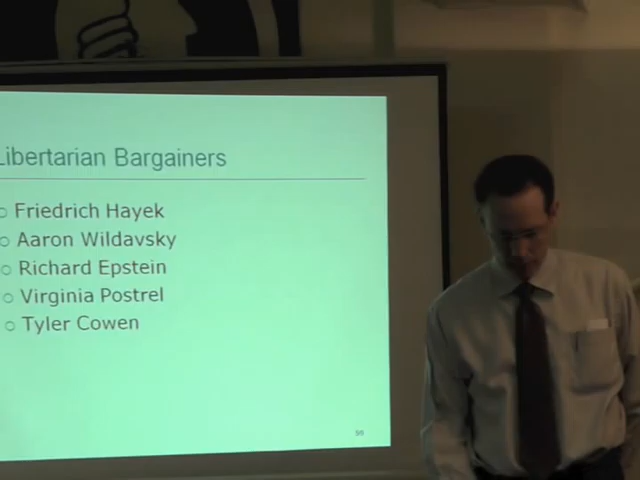 Libertarian Bargainers
Friedrich Hayek
Aaron Wildavsky
Richard Epstein
Virginia Postrel
Tyler Cowen